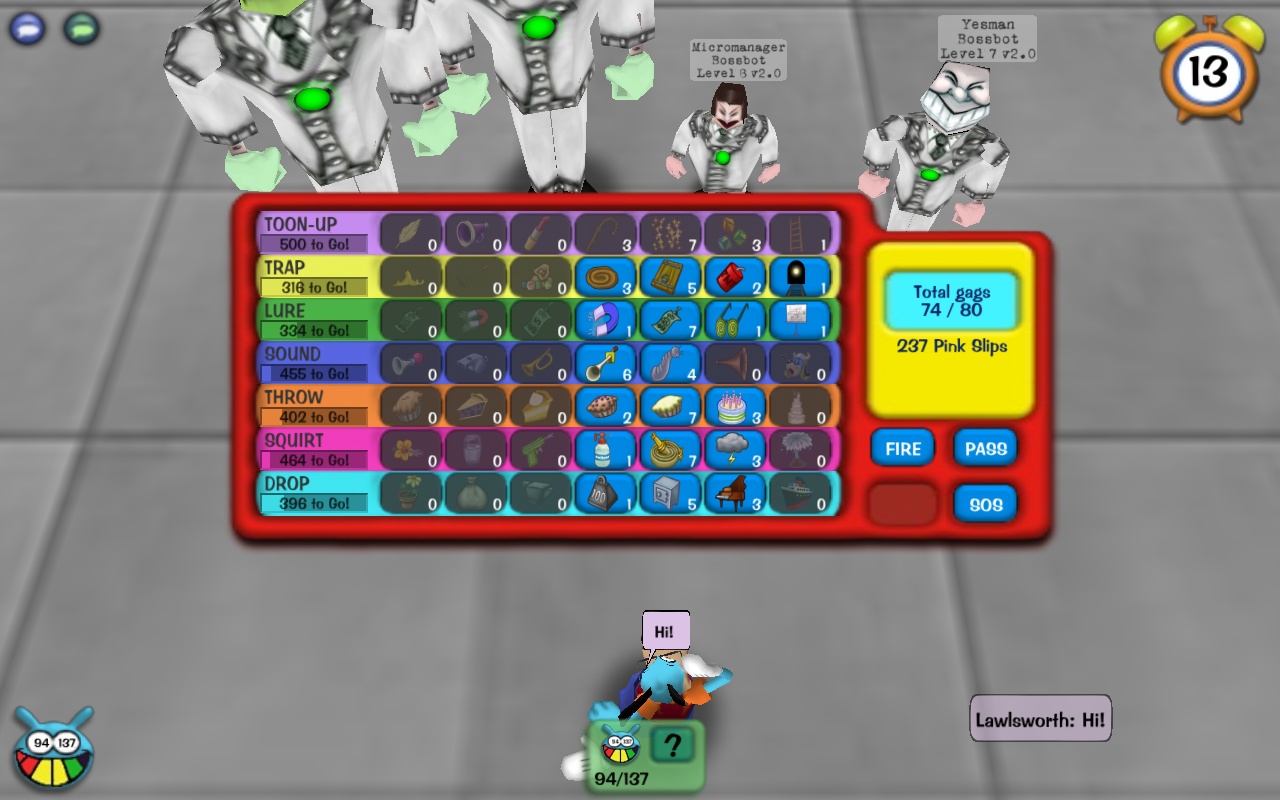 Yesman
Bossbot
Level 7 v2.0
Micromanager
Bossbot
Level 6 v2.0
13
TOON-UP
500 to Go!
0 0 0 3 7 3 1
TRAP
316 to Go!
0 0 0 3 5 2 1
LURE
334 to Go!
0 0 0 1 7 1 1
SOUND
455 to Go!
0 0 0 6 4 0 0
THROW
402 to Go!
0 0 0 2 7 3 0
SQUIRT
464 to Go!
0 0 0 1 7 3 0
DROP
396 to Go!
0 0 0 1 5 3 0
100
Total gags
74 / 80
237 Pink Slips
FIRE PASS
SOS
Hi!
Lawlsworth: Hi!
94 137
94 137
?
94/137